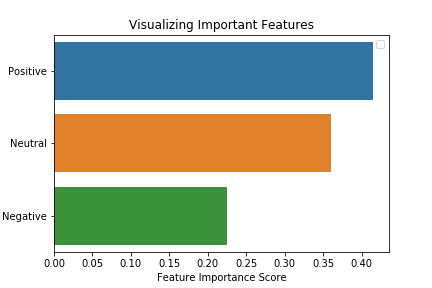 Visualizing Important Features
Positive
Neutral
Negative
0.00 0.05 0.10 0.15 0.20 0.25 0.30 0.35 0.40
Feature Importance Score